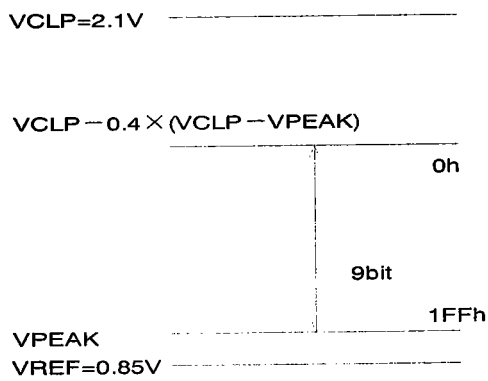 VCLP=2.1V
VCLP－0.4×(VCLP－VPEAK)
0h
9bit
1FFh
VPEAK
VREF=0.85V